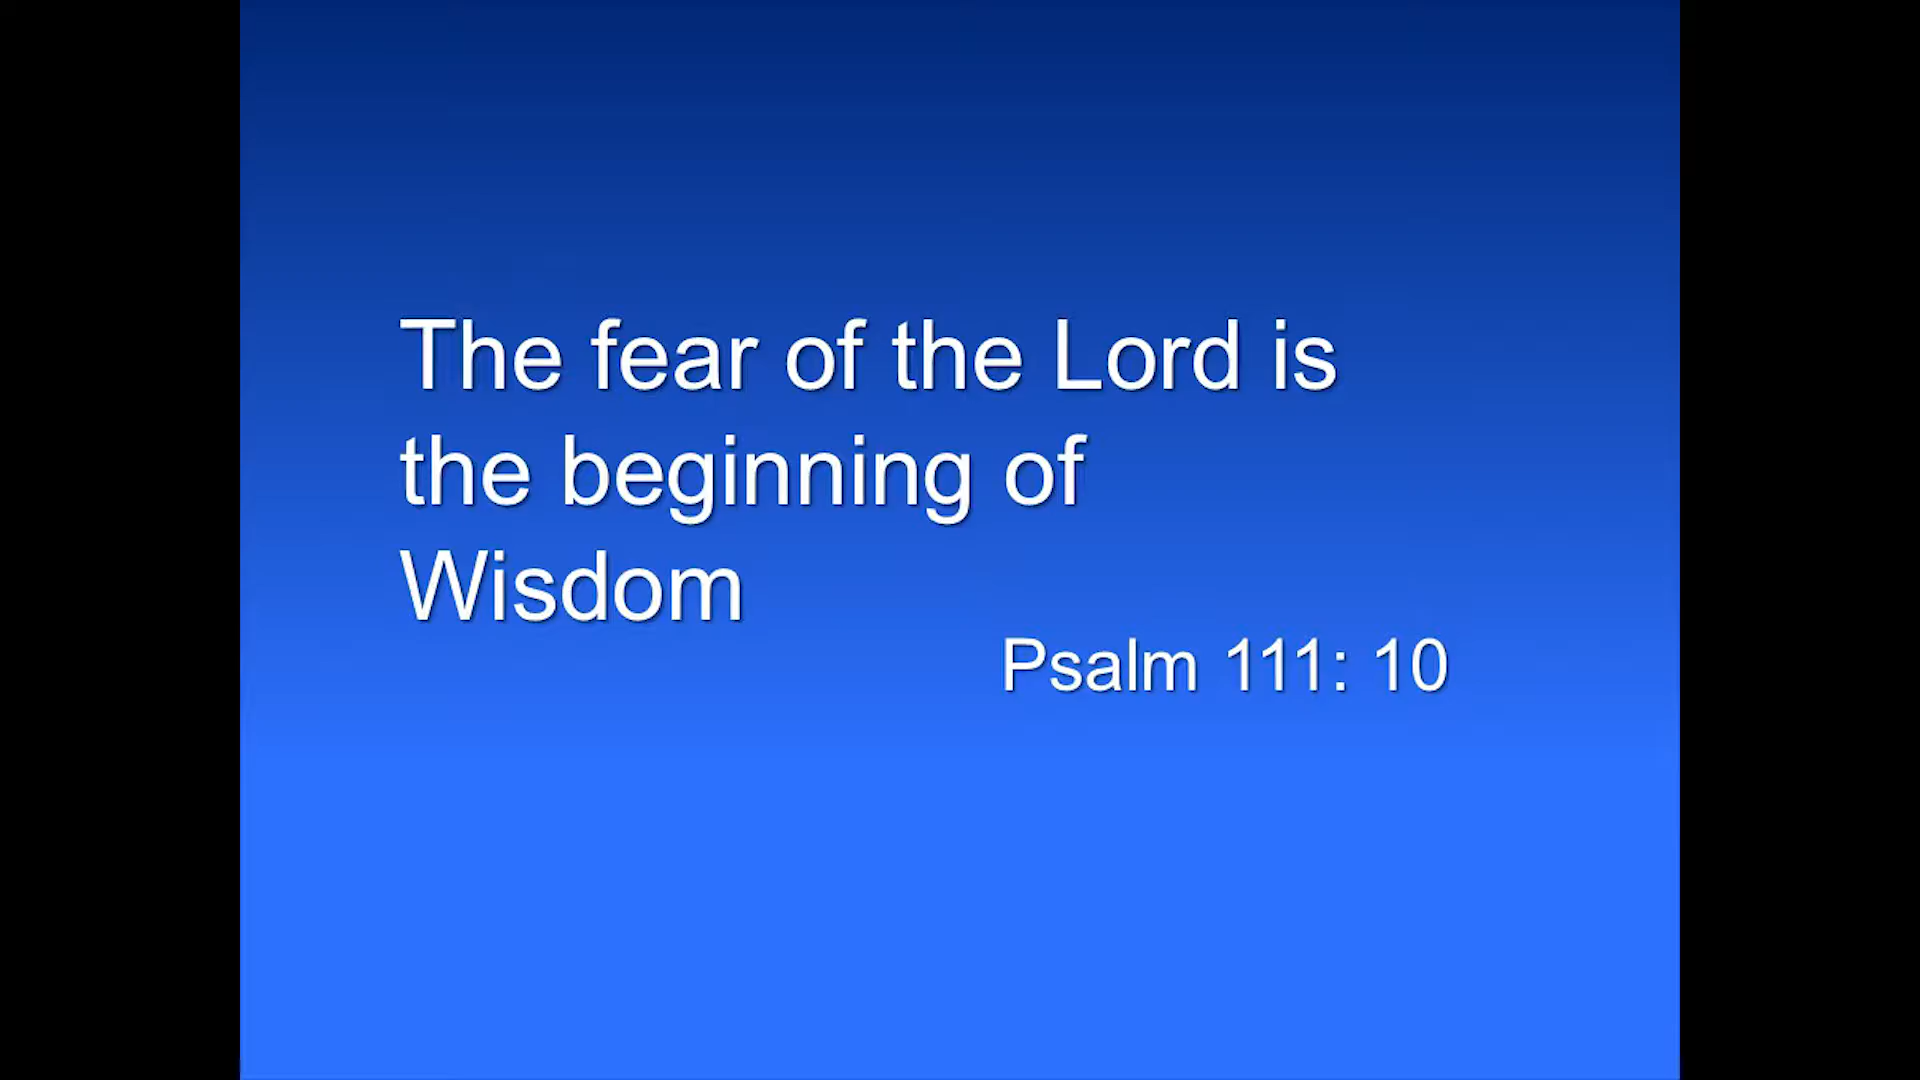 The fear of the Lord is
the beginning of
Wisdom
Psalm 111: 10